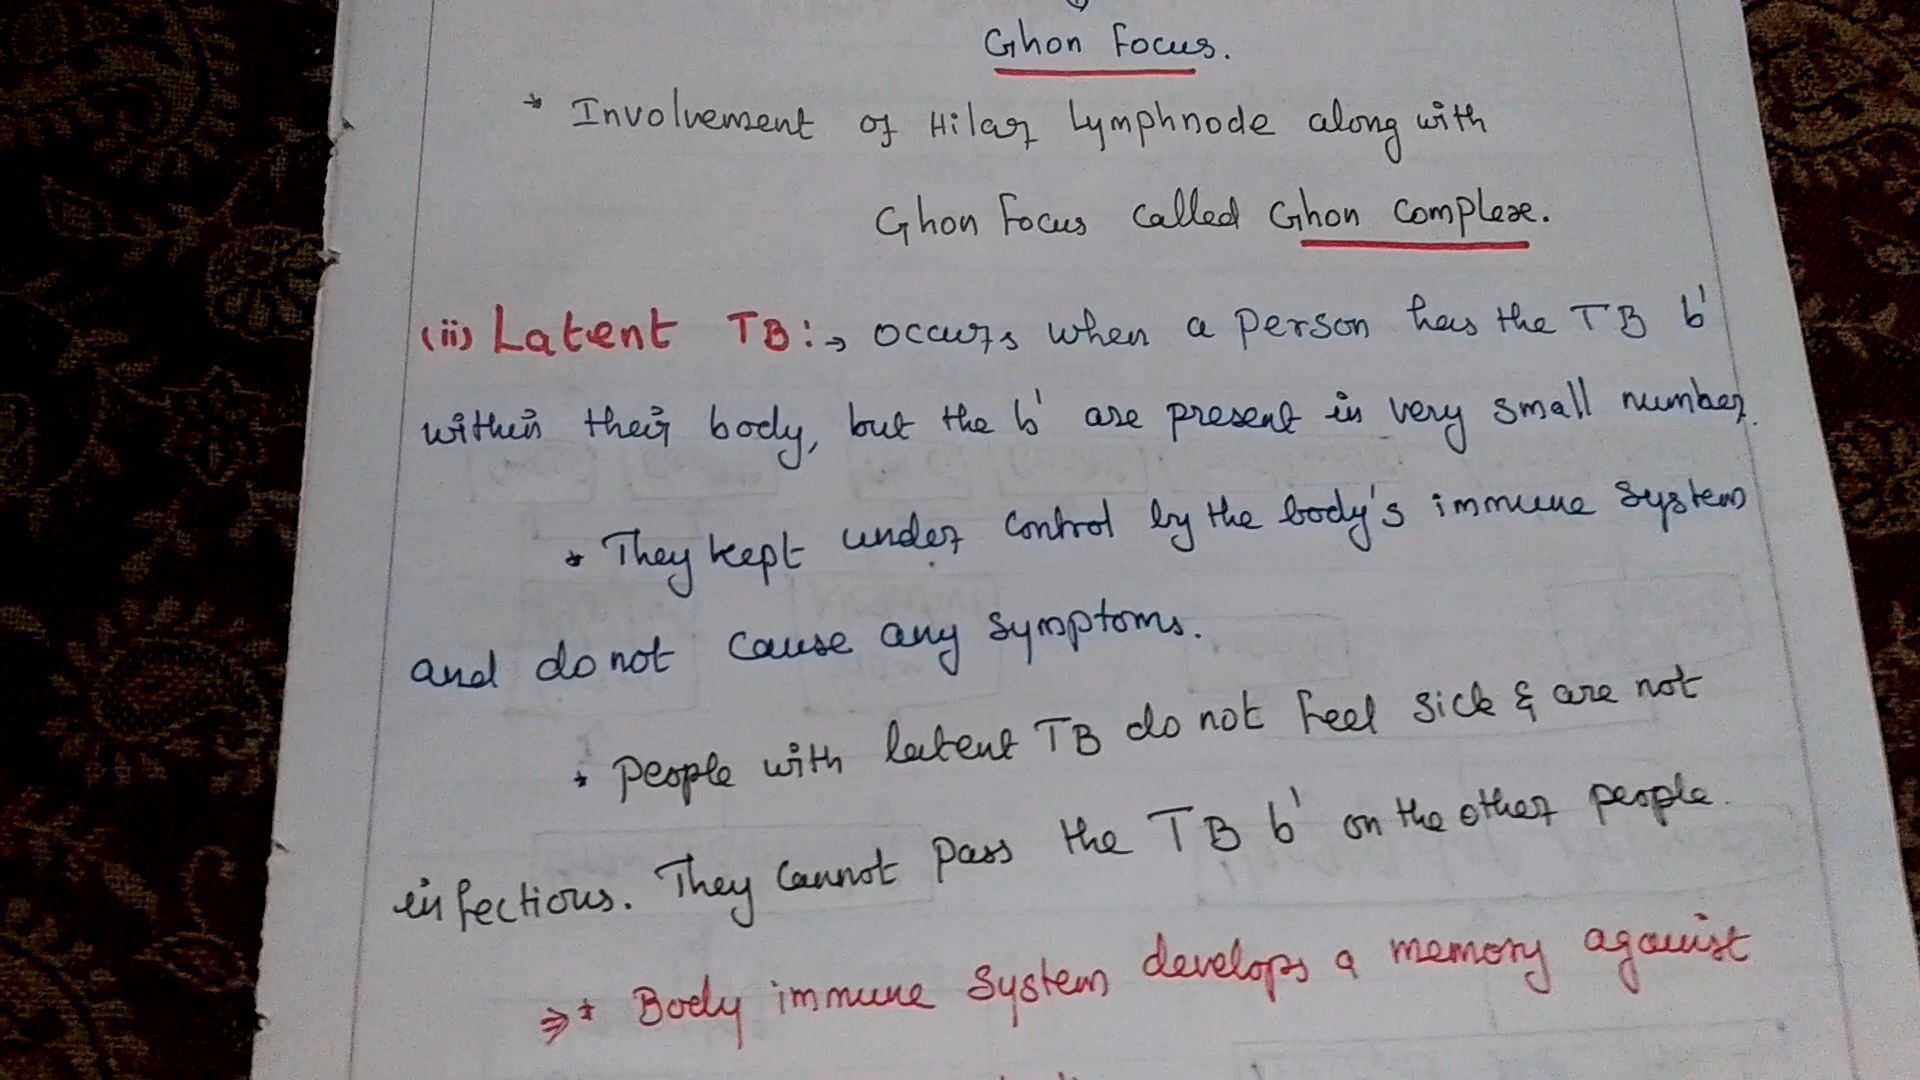 Ghon Focus.
* Involvement of Hilar Lymphnode along with
Ghon Focus called Ghon Complex.
(ii) Latent TB:→ occurs when a person has the TB b'
within their body, but the b' are present in very small number.
* They kept under control by the body's immune system
and do not cause any symptoms.
* People with latent TB do not feel sick & are not
infectious. They cannot pass the TB b' on the other people.
⇒* Body immune system develops a memory against